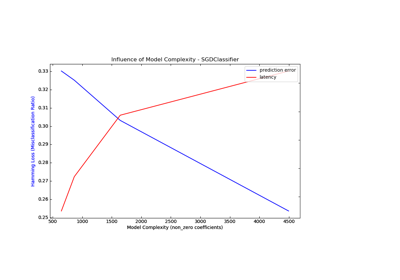 Influence of Model Complexity - SGDClassifier
prediction error
latency
0.33
0.32
0.31
0.30
0.29
0.28
0.27
0.26
0.25
Hamming Loss (Misclassification Ratio)
500 1000 1500 2000 2500 3000 3500 4000 4500
Model Complexity (non_zero coefficients)